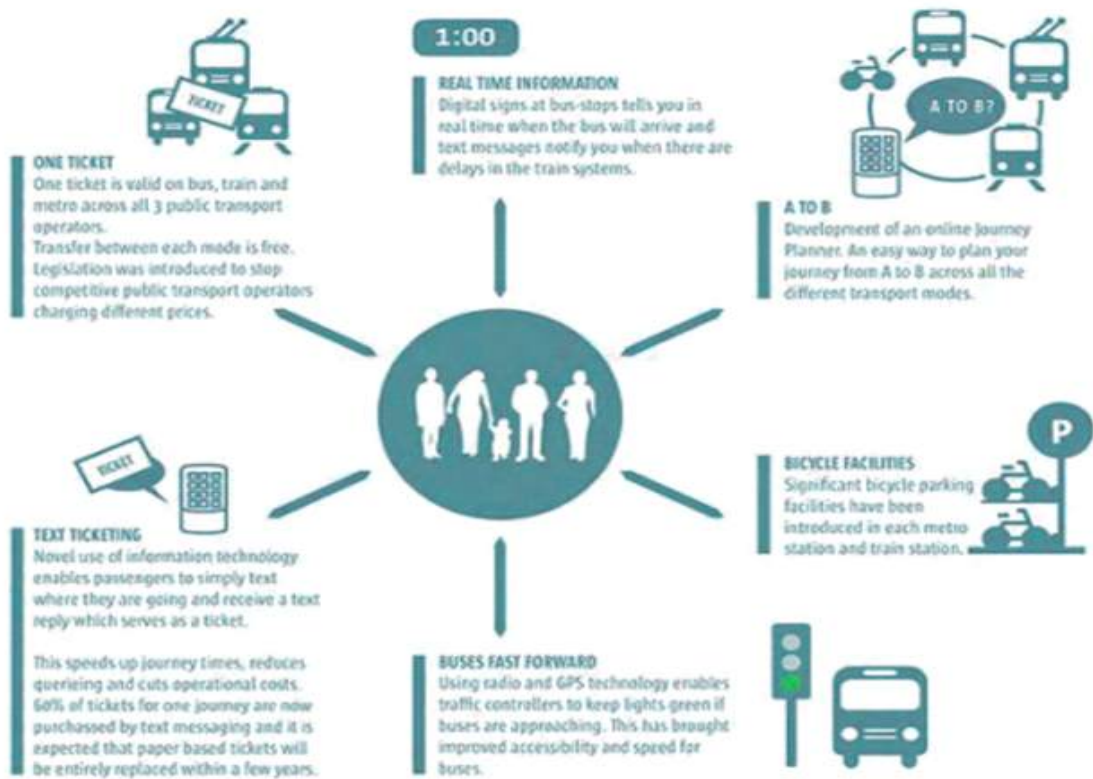 TICKET
ONE TICKET
One ticket is valid on bus, train and
metro across all 3 public transport
operators.
Transfer between each mode is free.
Legislation was introduced to stop
competitive public transport operators
charging different prices.
1:00
REAL TIME INFORMATION
Digital signs at bus-stops tells you in
real time when the bus will arrive and
text messages notify you when there are
delays in the train systems.
A TO B?
A TO B
Development of an online Journey
Planner. An easy way to plan your
journey from A to B across all the
different transport modes.
TICKET
TEXT TICKETING
Novel use of information technology
enables passengers to simply text
where they are going and receive a text
reply which serves as a ticket.
This speeds up journey times, reduces
querieing and cuts operational costs.
60% of tickets for one journey are now
purchased by text messaging and it is
expected that paper based tickets will
be entirely replaced within a few years.
BUSES FAST FORWARD
Using radio and GPS technology enables
traffic controllers to keep lights green if
buses are approaching. This has brought
improved accessibility and speed for
buses.
P
BICYCLE FACILITIES
Significant bicycle parking
facilities have been
introduced in each metro
station and train station.